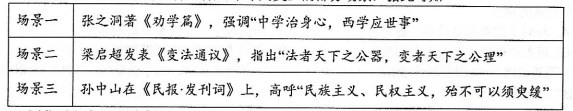 场景一 张之洞著《劝学篇》，强调“中学治身心，西学应世事”
场景二 梁启超发表《变法通议》，指出“法者天下之公器，变者天下之公理”
场景三 孙中山在《民报·发刊词》上，高呼“民族主义、民权主义，殆不可以须臾缓”